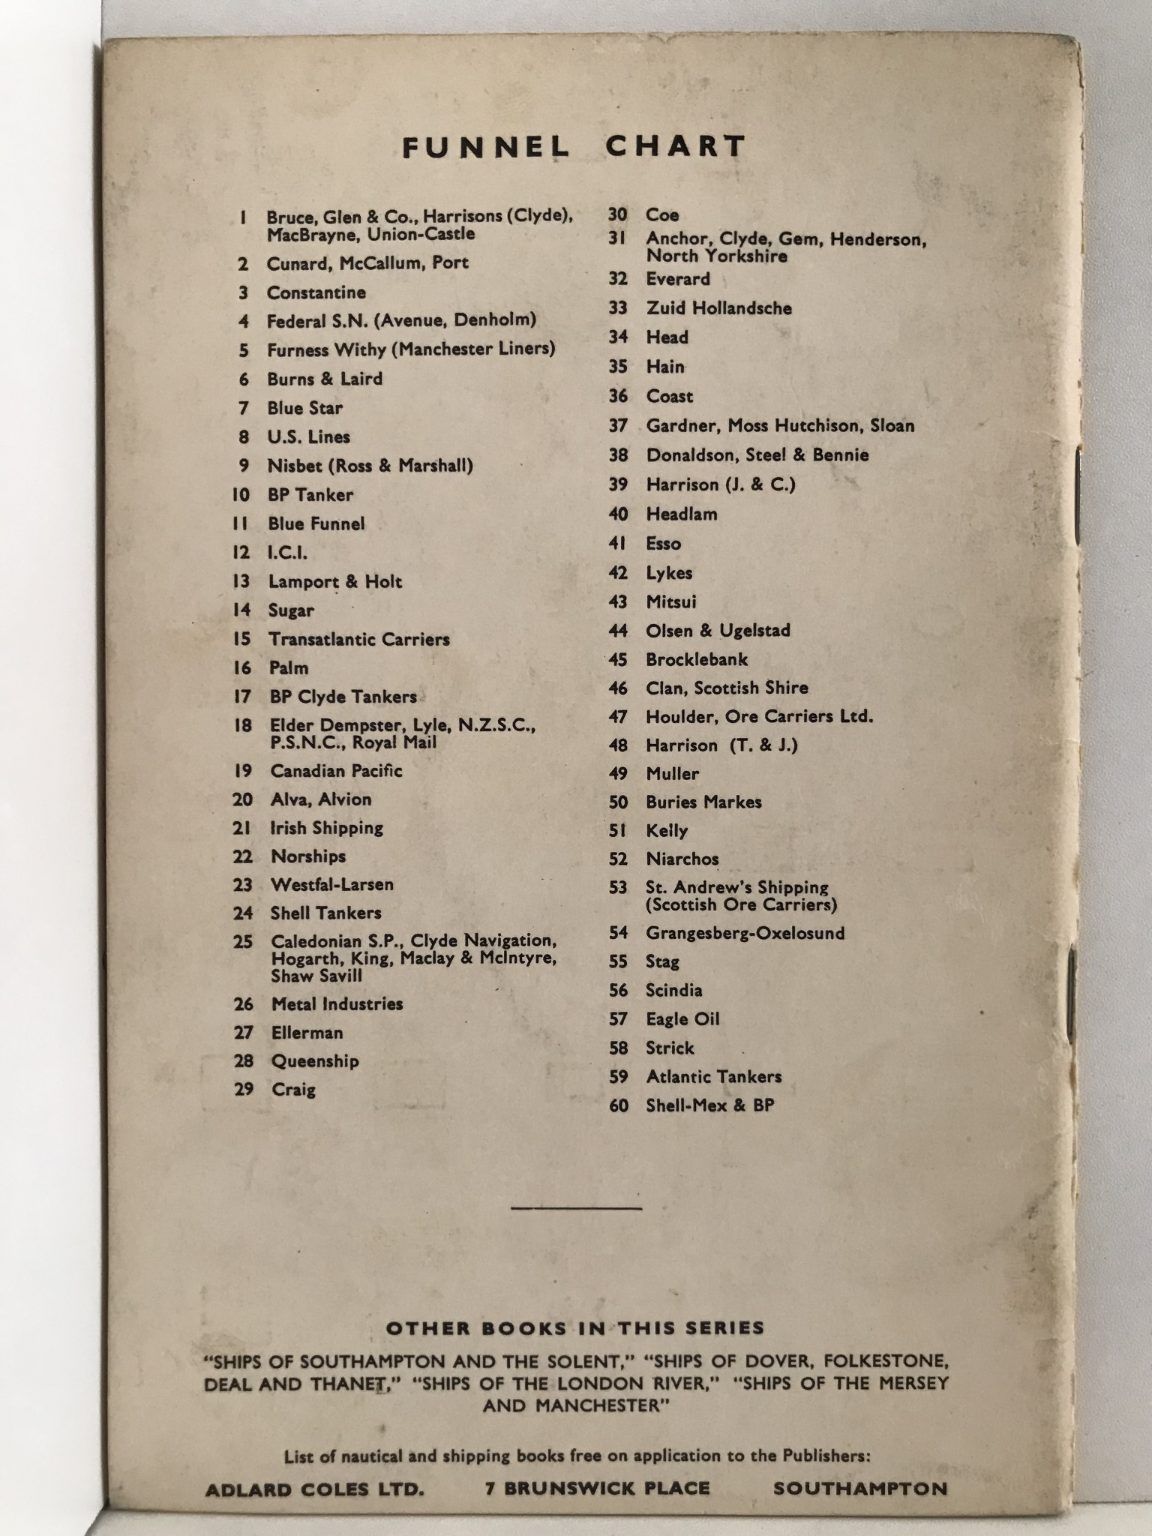 FUNNEL CHART
1 Bruce, Glen & Co., Harrisons (Clyde),
MacBrayne, Union-Castle
2 Cunard, McCallum, Port
3 Constantine
4 Federal S.N. (Avenue, Denholm)
5 Furness Withy (Manchester Liners)
6 Burns & Laird
7 Blue Star
8 U.S. Lines
9 Nisbet (Ross & Marshall)
10 BP Tanker
11 Blue Funnel
12 I.C.I.
13 Lamport & Holt
14 Sugar
15 Transatlantic Carriers
16 Palm
17 BP Clyde Tankers
18 Elder Dempster, Lyle, N.Z.S.C.,
P.S.N.C., Royal Mail
19 Canadian Pacific
20 Alva, Alvion
21 Irish Shipping
22 Norships
23 Westfal-Larsen
24 Shell Tankers
25 Caledonian S.P., Clyde Navigation,
Hogarth, King, Maclay & McIntyre,
Shaw Savill
26 Metal Industries
27 Ellerman
28 Queenship
29 Craig
30 Coe
31 Anchor, Clyde, Gem, Henderson,
North Yorkshire
32 Everard
33 Zuid Hollandsche
34 Head
35 Hain
36 Coast
37 Gardner, Moss Hutchison, Sloan
38 Donaldson, Steel & Bennie
39 Harrison (J. & C.)
40 Headlam
41 Esso
42 Lykes
43 Mitsui
44 Olsen & Ugelstad
45 Brocklebank
46 Clan, Scottish Shire
47 Houlder, Ore Carriers Ltd.
48 Harrison (T. & J.)
49 Muller
50 Buries Markes
51 Kelly
52 Niarchos
53 St. Andrew's Shipping
(Scottish Ore Carriers)
54 Grangesberg-Oxelosund
55 Stag
56 Scindia
57 Eagle Oil
58 Strick
59 Atlantic Tankers
60 Shell-Mex & BP
OTHER BOOKS IN THIS SERIES
"SHIPS OF SOUTHAMPTON AND THE SOLENT," "SHIPS OF DOVER, FOLKESTONE,
DEAL AND THANET," "SHIPS OF THE LONDON RIVER," "SHIPS OF THE MERSEY
AND MANCHESTER"
List of nautical and shipping books free on application to the Publishers:
ADLARD COLES LTD. 7 BRUNSWICK PLACE SOUTHAMPTON